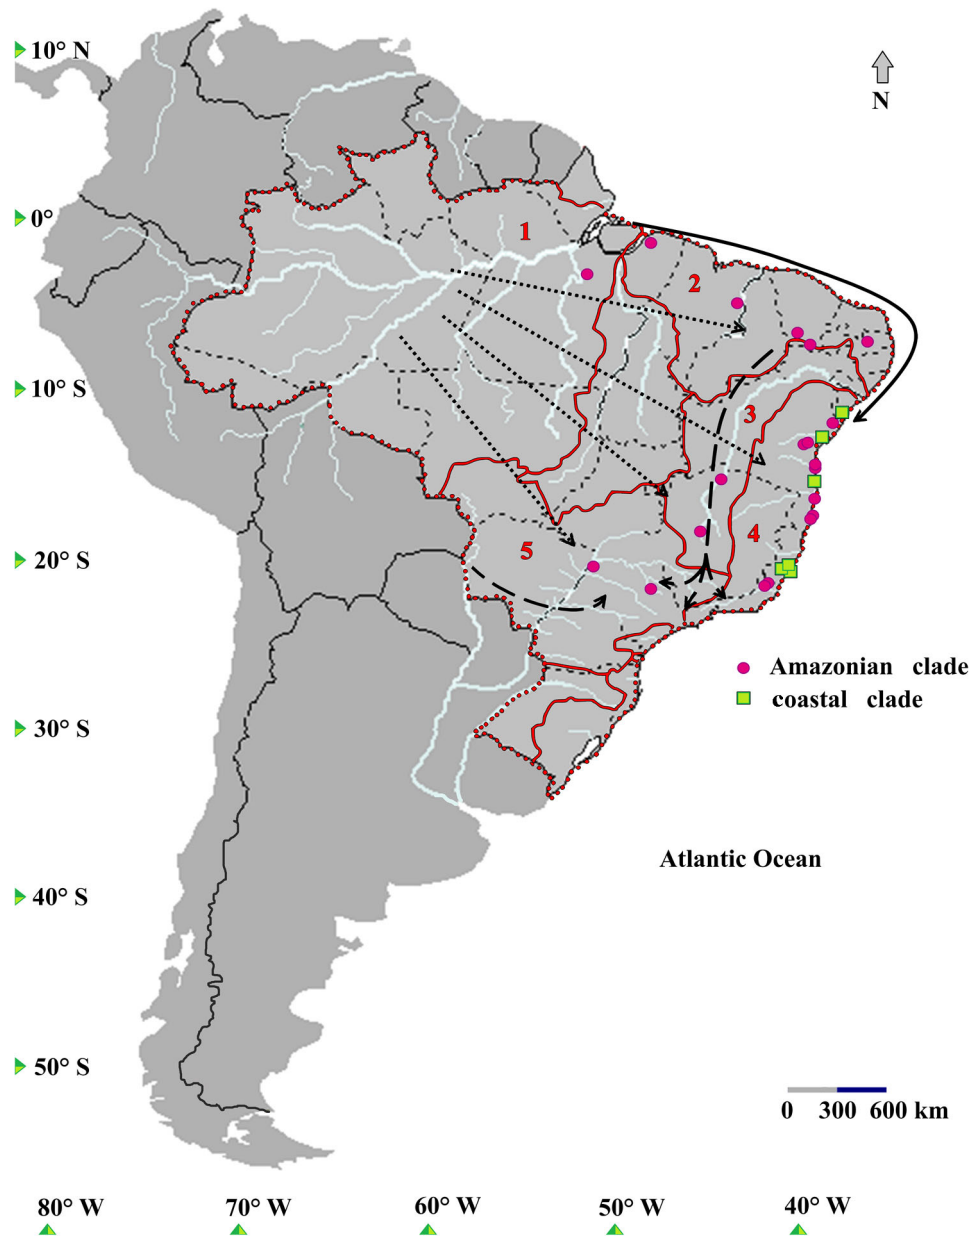 10° N
N
0°
1
2
10° S
3
4
20° S
5
Amazonian clade
coastal clade
30° S
Atlantic Ocean
40° S
50° S
0 300 600 km
80° W 70° W 60° W 50° W 40° W